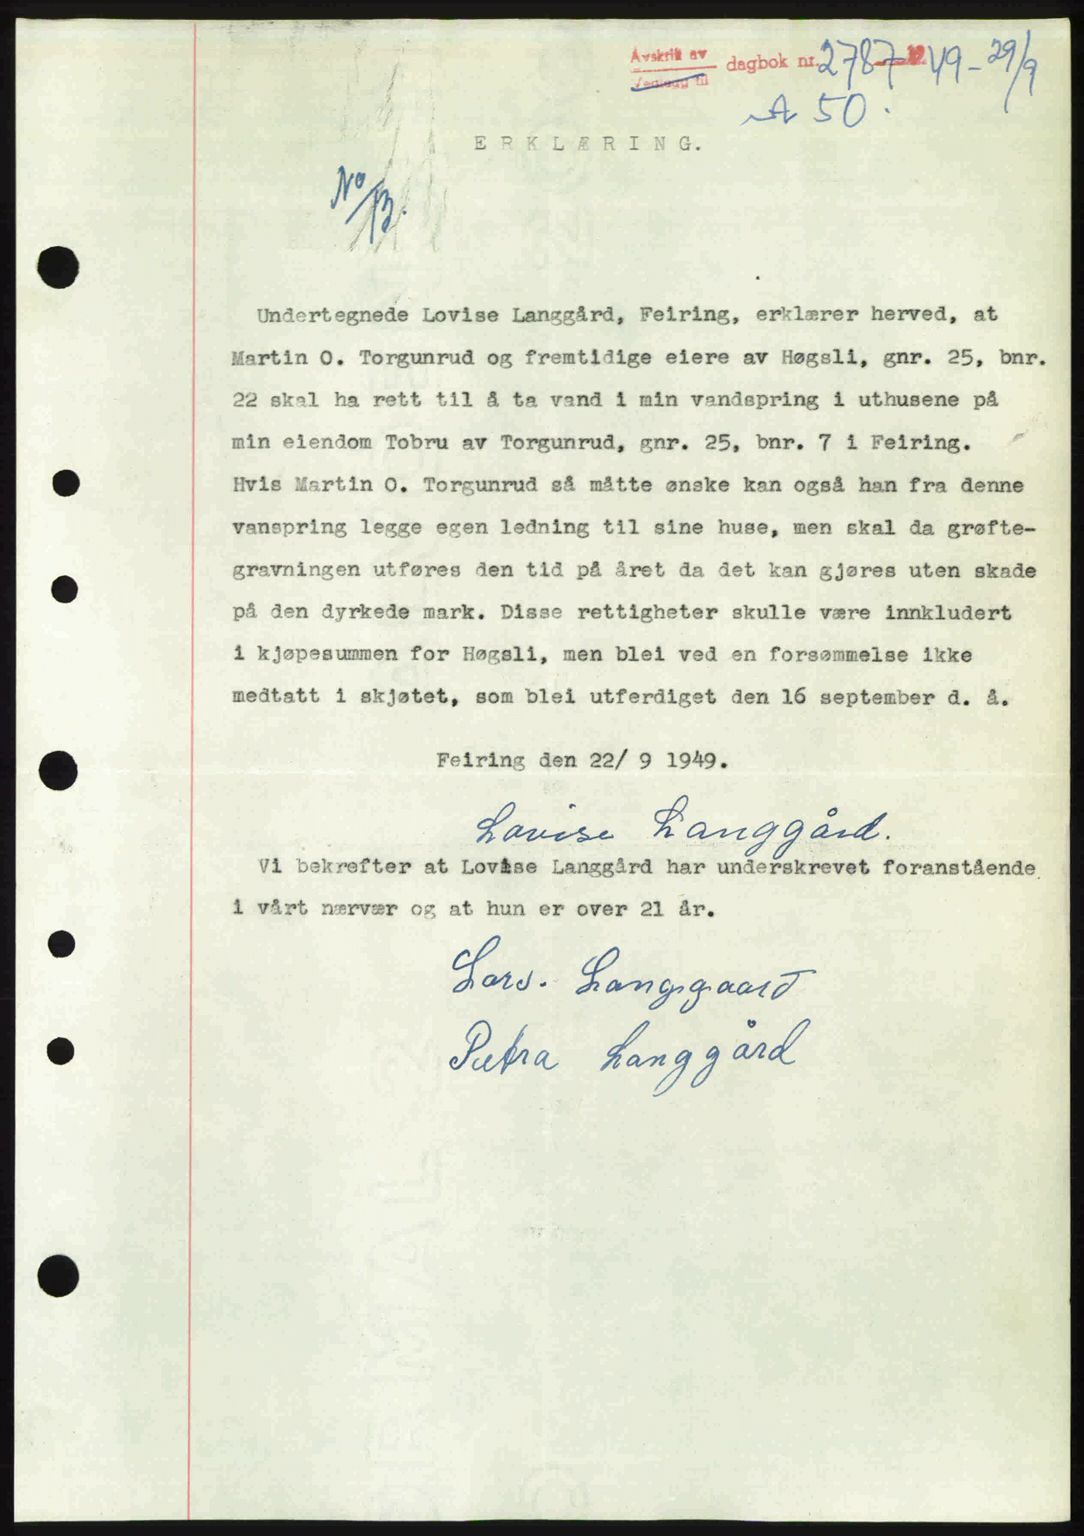 Avskrift av
Vedlegg til
dagbok nr. 2787 - 49 - 29/9
A 50.
ERKLÆRING.
No 13.
Undertegnede Lovise Langgård, Feiring, erklærer herved, at
Martin O. Torgunrud og fremtidige eiere av Høgsli, gnr. 25, bnr.
22 skal ha rett til å ta vand i min vandspring i uthusene på
min eiendom Tobru av Torgunrud, gnr. 25, bnr. 7 i Feiring.
Hvis Martin O. Torgunrud så måtte ønske kan også han fra denne
vanspring legge egen ledning til sine huse, men skal da grøfte-
gravningen utføres den tid på året da det kan gjøres uten skade
på den dyrkede mark. Disse rettigheter skulle være innkludert
i kjøpesummen for Høgsli, men blei ved en forsømmelse ikke
medtatt i skjøtet, som blei utferdiget den 16 september d. å.
Feiring den 22/ 9 1949.
Lovise Langgård.
Vi bekrefter at Lovise Langgård har underskrevet foranstående
i vårt nærvær og at hun er over 21 år.
Lars. Langgaard
Petra Langgård